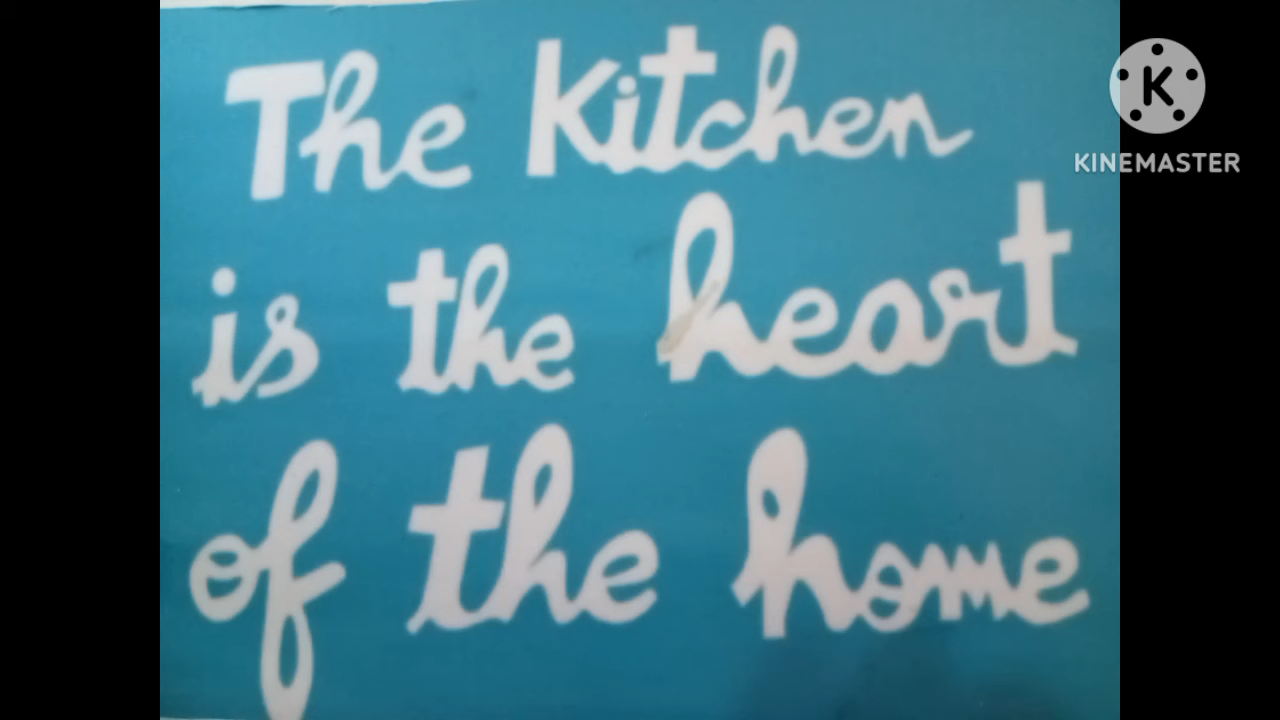 The Kitchen
is the heart
of the home
K
KINEMASTER